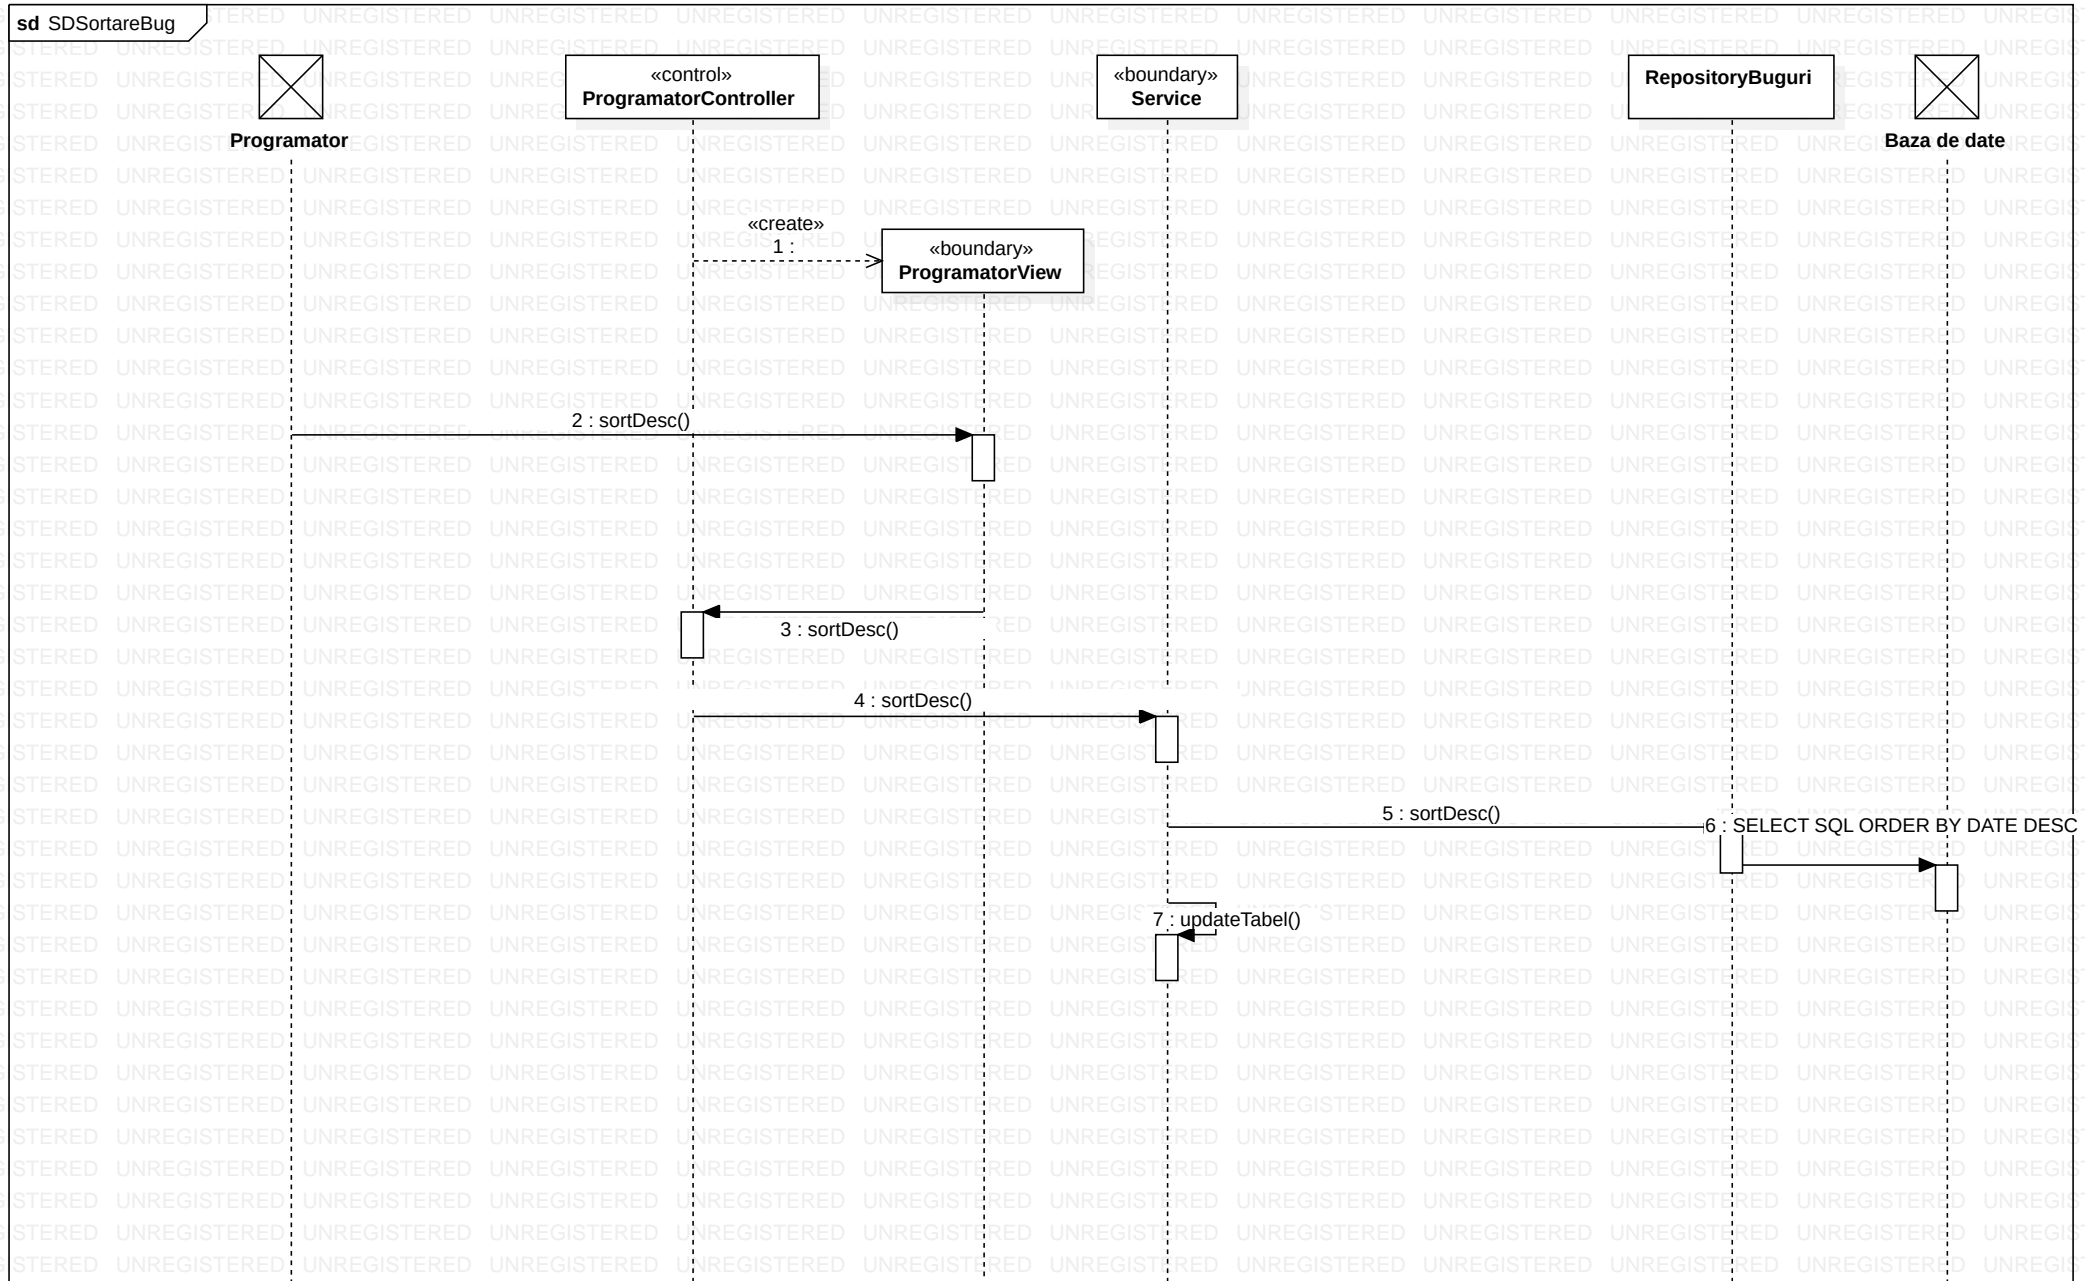 sd SDSortareBug
«control»
ProgramatorController
«boundary»
Service
RepositoryBuguri
Programator
Baza de date
«create»
1 :
«boundary»
ProgramatorView
2 : sortDesc()
3 : sortDesc()
4 : sortDesc()
5 : sortDesc()
6 : SELECT SQL ORDER BY DATE DESC
7 : updateTabel()
UNREGISTERED